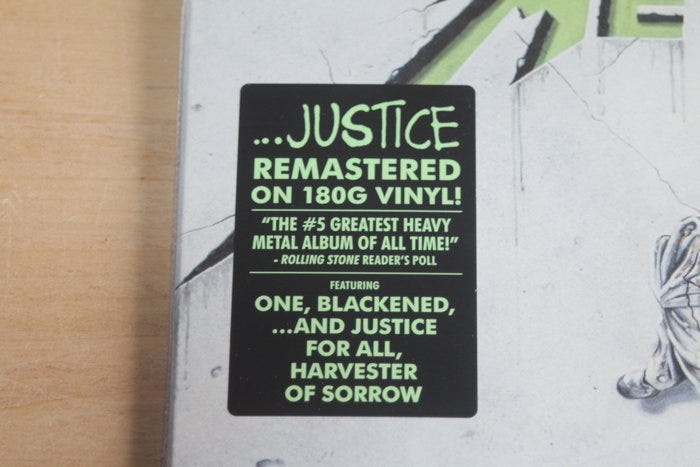 ...JUSTICE
REMASTERED
ON 180G VINYL!
“THE #5 GREATEST HEAVY
METAL ALBUM OF ALL TIME!”
- ROLLING STONE READER’S POLL
FEATURING
ONE, BLACKENED,
...AND JUSTICE
FOR ALL,
HARVESTER
OF SORROW